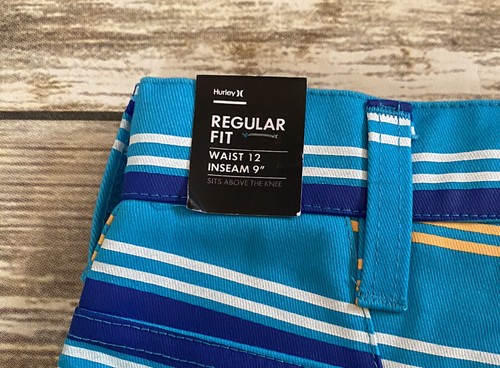 Hurley
REGULAR
FIT
WAIST 12
INSEAM 9"
SITS ABOVE THE KNEE